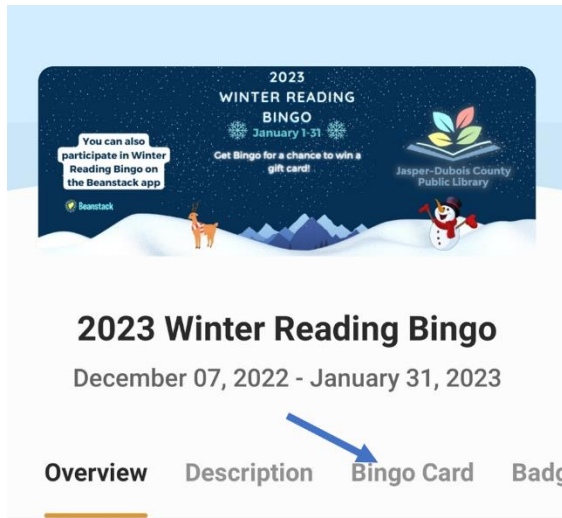 2023
WINTER READING
BINGO
January 1-31
Get Bingo for a chance to win a
gift card!
You can also
participate in Winter
Reading Bingo on
the Beanstack app
Beanstack
Jasper-Dubois County
Public Library
2023 Winter Reading Bingo
December 07, 2022 - January 31, 2023
Overview Description Bingo Card Badg